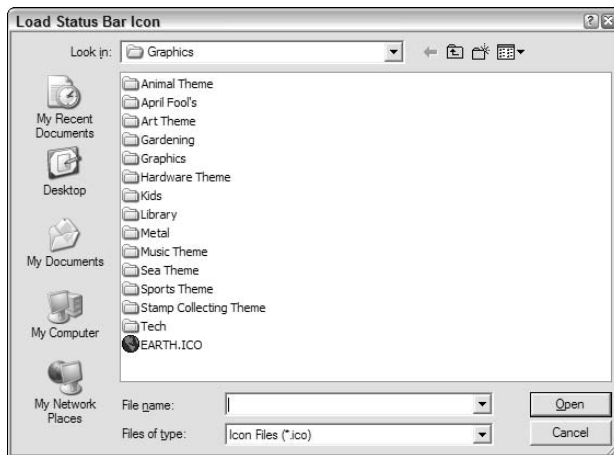 Load Status Bar Icon
Look in:
Graphics
My Recent
Documents
Desktop
My Documents
My Computer
My Network
Places
Animal Theme
April Fool's
Art Theme
Gardening
Graphics
Hardware Theme
Kids
Library
Metal
Music Theme
Sea Theme
Sports Theme
Stamp Collecting Theme
Tech
EARTH.ICO
File name:
Open
Files of type:
Icon Files (*.ico)
Cancel